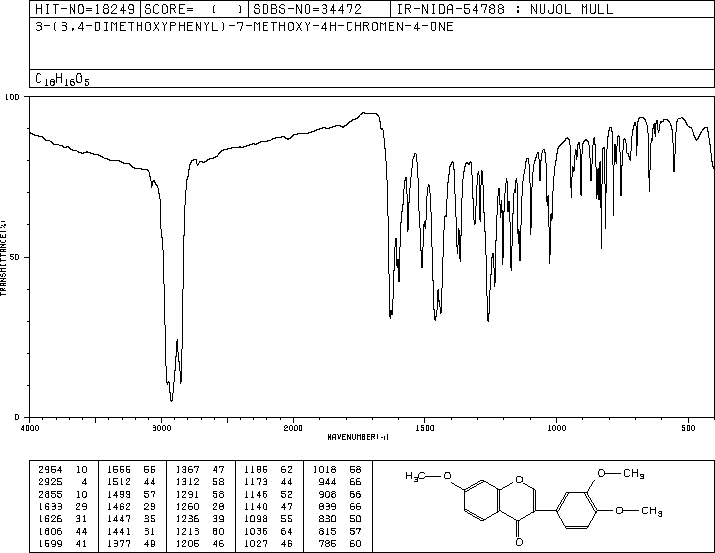 HIT-NO=18249 SCORE= ( ) SDBS-NO=34472 IR-NIDA-54788 : NUJOL MULL
3-(3,4-DIMETHOXYPHENYL)-7-METHOXY-4H-CHROMEN-4-ONE
C18H16O5
100
50
0
TRANSMITTANCE(%)
4000 3000 2000 1500 1000 500
WAVENUMBER(-1)
2954 10 1566 56 1367 47 1186 62 1018 58
2925 4 1512 44 1312 58 1173 44 944 66
2855 10 1499 57 1291 58 1146 52 908 66
1633 29 1462 29 1260 28 1140 47 899 66
1626 31 1447 35 1236 39 1098 55 830 50
1606 44 1441 31 1213 60 1036 64 815 57
1599 41 1377 49 1205 46 1027 46 786 60
H3C O O O CH3
O CH3
O